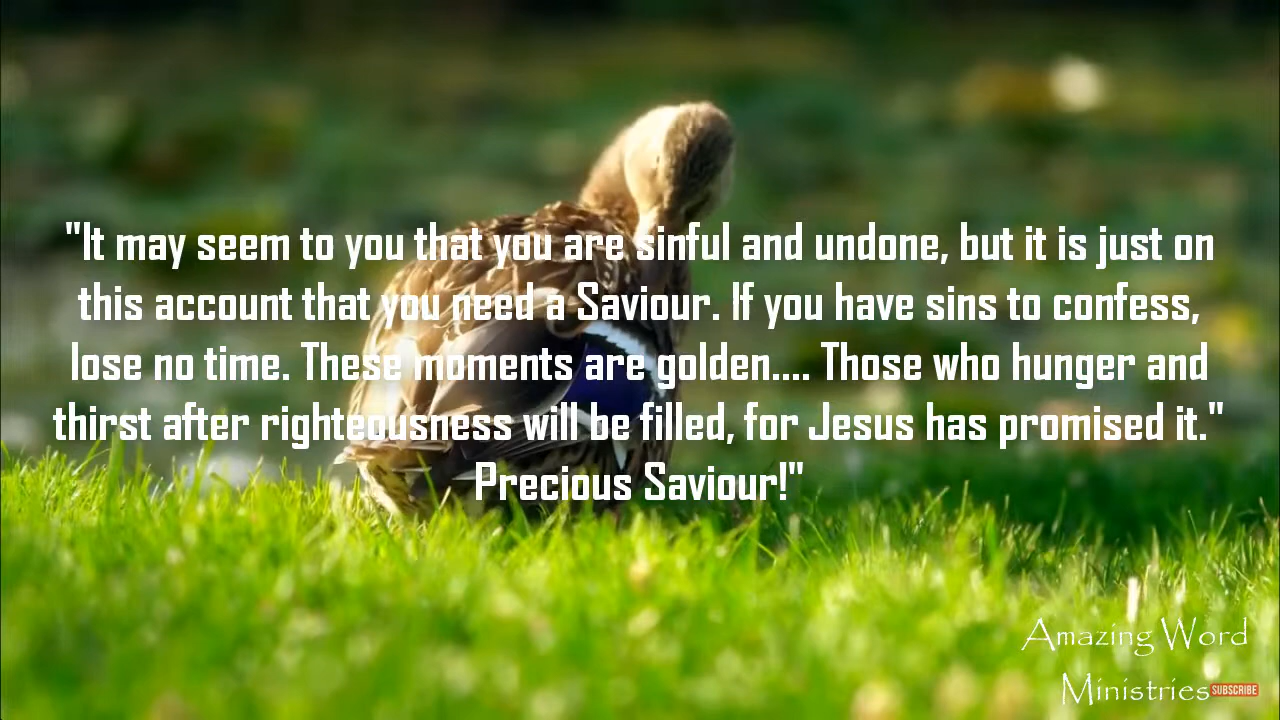 "It may seem to you that you are sinful and undone, but it is just on
this account that you need a Saviour. If you have sins to confess,
lose no time. These moments are golden.... Those who hunger and
thirst after righteousness will be filled, for Jesus has promised it."
Precious Saviour!"
Amazing Word
Ministries
SUBSCRIBE